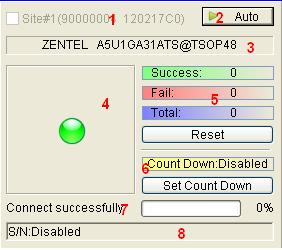 Site#1(9000000 1 120217C0) 2 Auto
ZENTEL A5U1GA31ATS@TSOP48 3
4
Success: 0
Fail: 0
5
Total: 0
Reset
6 Count Down:Disabled
Set Count Down
Connect successfully 7 0%
S/N:Disabled 8